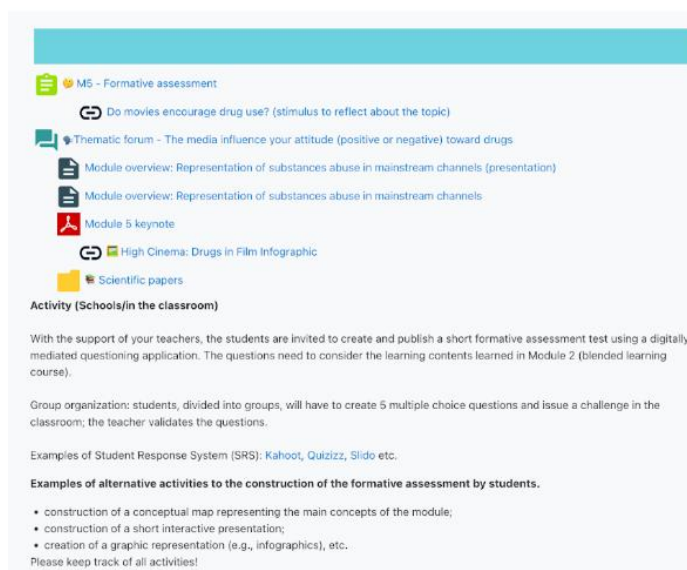 M5 - Formative assessment
Do movies encourage drug use? (stimulus to reflect about the topic)
Thematic forum - The media influence your attitude (positive or negative) toward drugs
Module overview: Representation of substances abuse in mainstream channels (presentation)
Module overview: Representation of substances abuse in mainstream channels
Module 5 keynote
High Cinema: Drugs in Film Infographic
Scientific papers
Activity (Schools/in the classroom)
With the support of your teachers, the students are invited to create and publish a short formative assessment test using a digitally
mediated questioning application. The questions need to consider the learning contents learned in Module 2 (blended learning
course).
Group organization: students, divided into groups, will have to create 5 multiple choice questions and issue a challenge in the
classroom; the teacher validates the questions.
Examples of Student Response System (SRS): Kahoot, Quizizz, Slido etc.
Examples of alternative activities to the construction of the formative assessment by students.
• construction of a conceptual map representing the main concepts of the module;
• construction of a short interactive presentation;
• creation of a graphic representation (e.g., infographics), etc.
Please keep track of all activities!